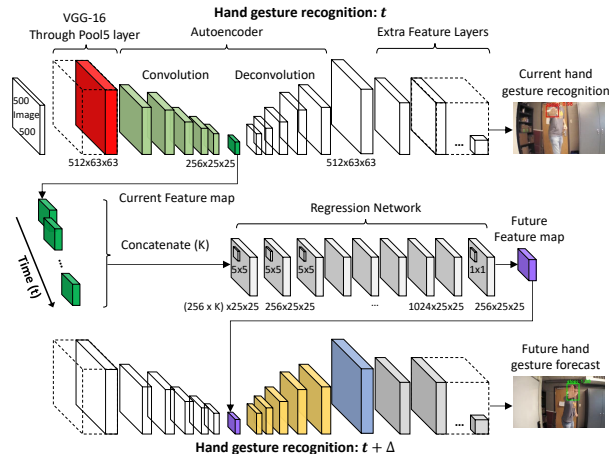 Hand gesture recognition: t
VGG-16
Through Pool5 layer
Autoencoder
Extra Feature Layers
Convolution
Deconvolution
Current hand
gesture recognition
500
Image
500
...
512x63x63
256x25x25
512x63x63
Current Feature map
Regression Network
Future
Feature map
Concatenate (K)
Time (t)
...
5x5
5x5
5x5
1x1
(256 x K) x25x25
256x25x25
...
1024x25x25
256x25x25
Future hand
gesture forecast
...
Hand gesture recognition: t + Δ